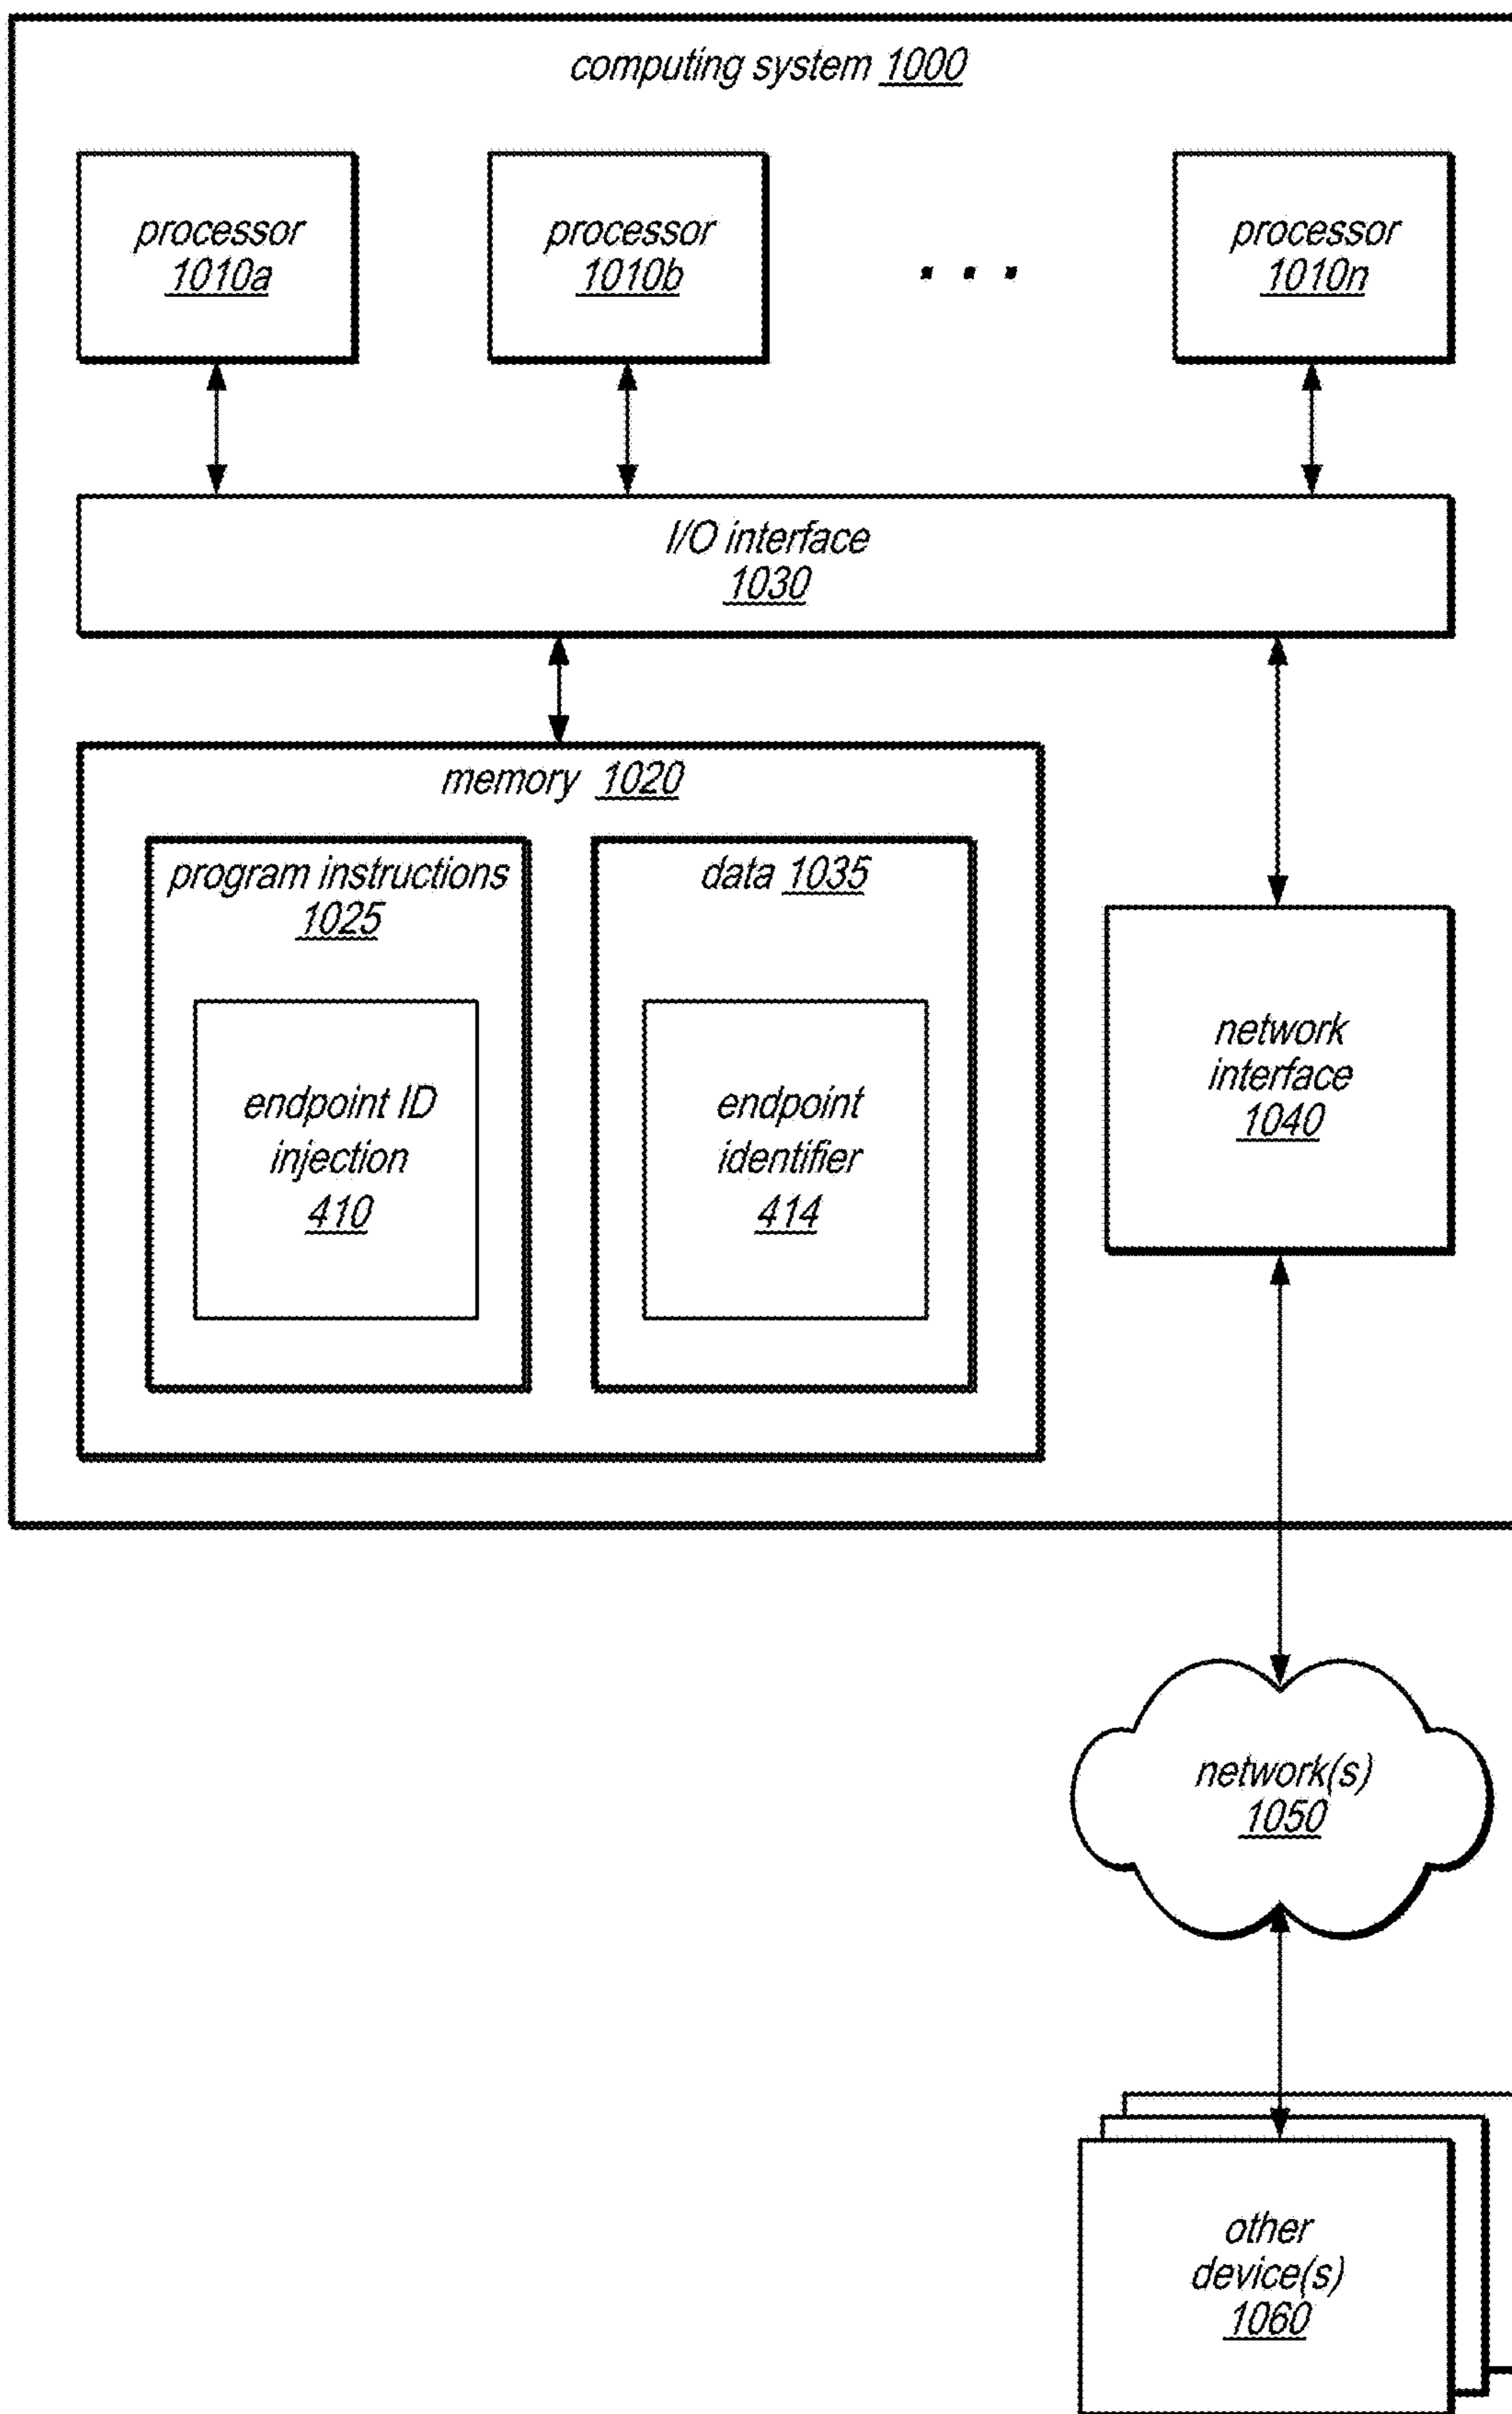 computing system 1000
processor
1010a
processor
1010b
. . .
processor
1010n
I/O interface
1030
memory 1020
program instructions
1025
endpoint ID
injection
410
data 1035
endpoint
identifier
414
network
interface
1040
network(s)
1050
other
device(s)
1060